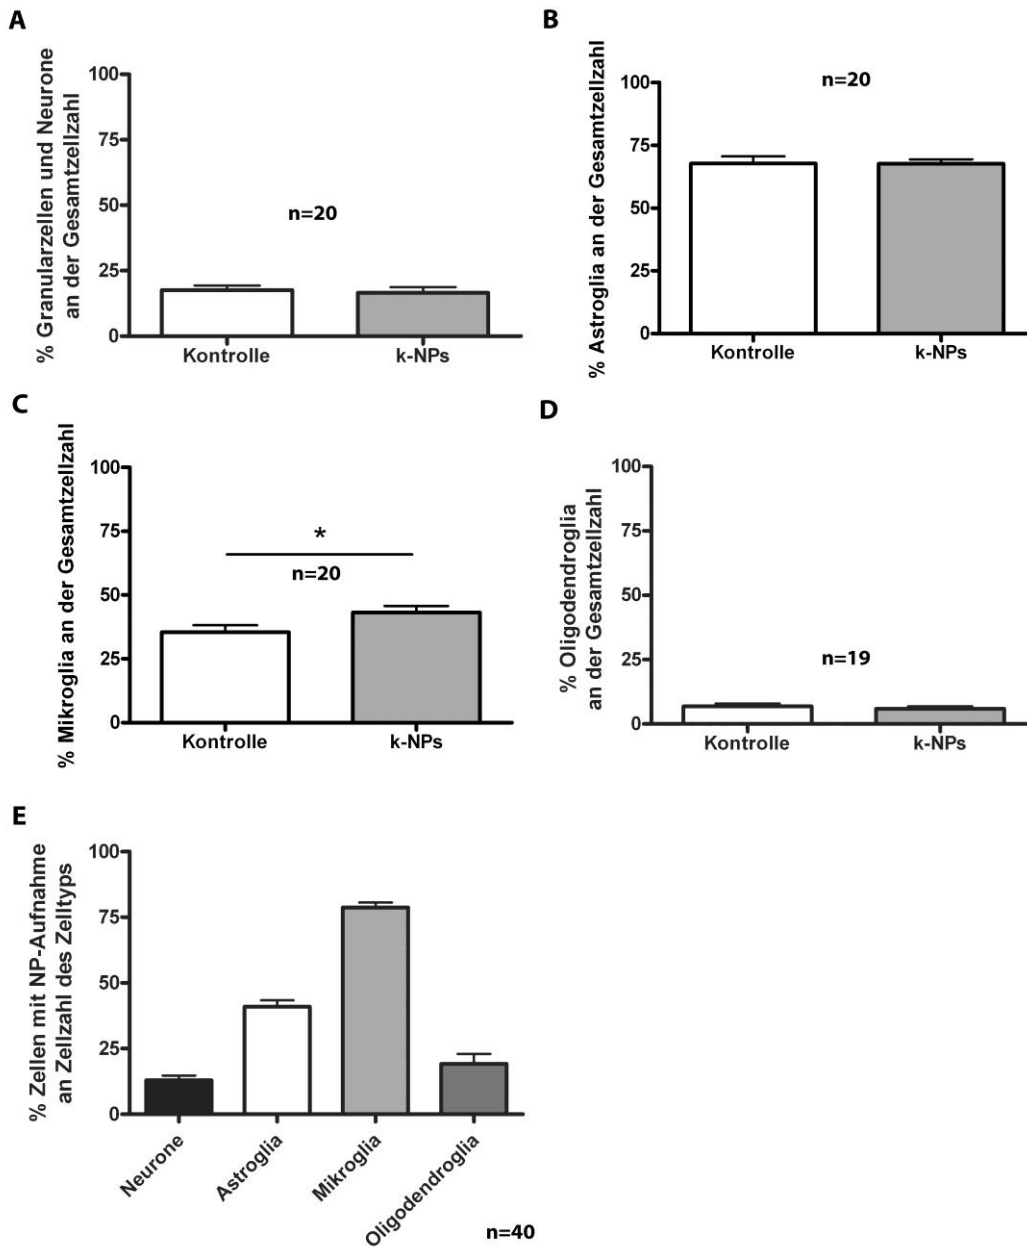 A
% Granularzellen und Neurone
an der Gesamtzellzahl
100
75
50
25
0
n=20
Kontrolle
k-NPs
B
% Astroglia an der Gesamtzellzahl
100
75
50
25
0
n=20
Kontrolle
k-NPs
C
% Mikroglia an der Gesamtzellzahl
100
75
50
25
0
*
n=20
Kontrolle
k-NPs
D
% Oligodendroglia
an der Gesamtzellzahl
100
75
50
25
0
n=19
Kontrolle
k-NPs
E
% Zellen mit NP-Aufnahme
an Zellzahl des Zelltyps
100
75
50
25
0
Neurone
Astroglia
Mikroglia
Oligodendroglia
n=40